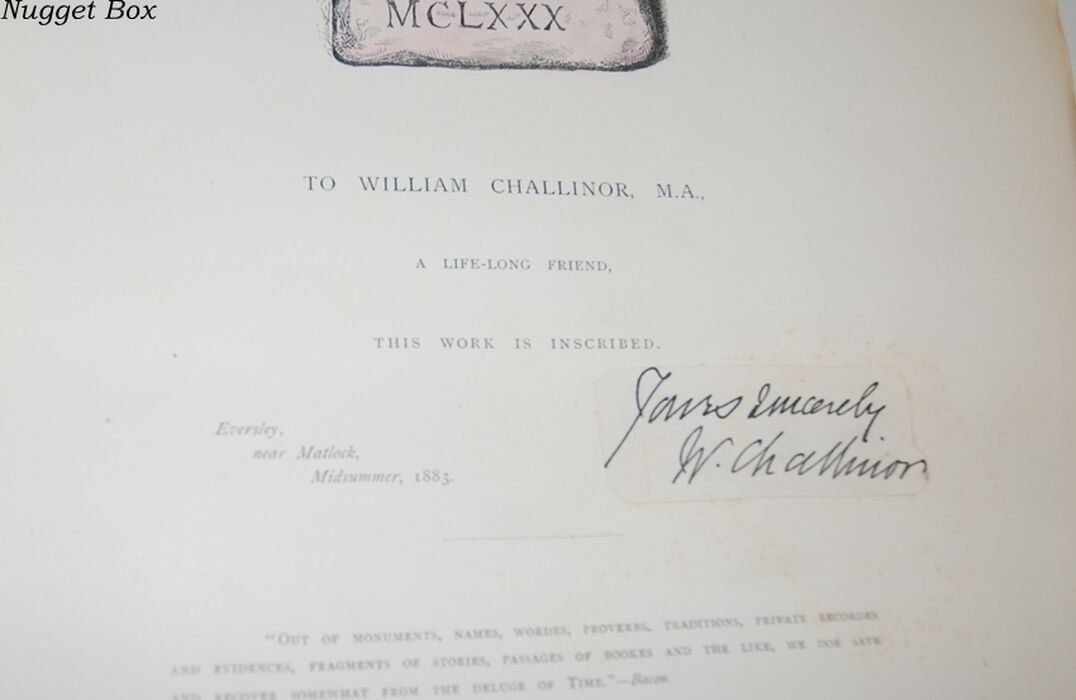 Nugget Box
MCLXXX
TO WILLIAM CHALLINOR, M.A.,
A LIFE-LONG FRIEND,
THIS WORK IS INSCRIBED.
Yours sincerely
W. Challinor
Eversley,
near Matlock,
Midsummer, 1883.
"OUT OF MONUMENTS, NAMES, WORDES, PROVERBS, TRADITIONS, PRIVATE RECORDES
AND EVIDENCES, FRAGMENTS OF STORIES, PASSAGES OF BOOKES AND THE LIKE, WE DOE SAVE
AND RECOVER SOMEWHAT FROM THE DELUGE OF TIME."—Bacon.